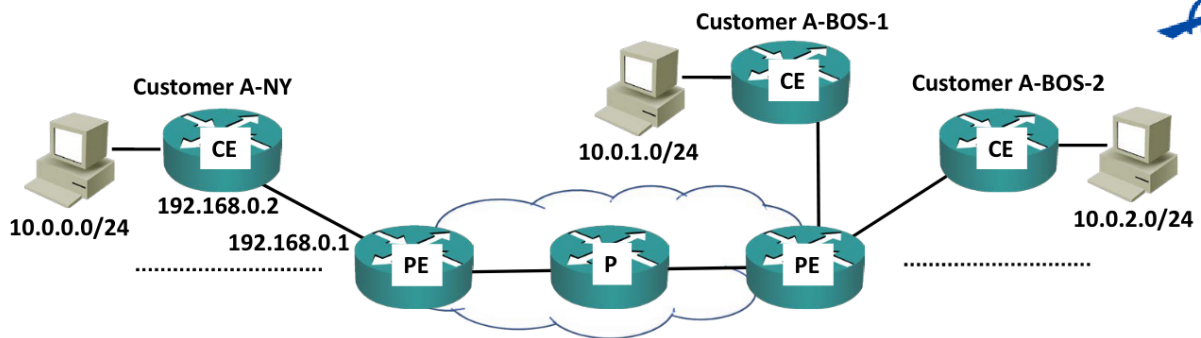 Customer A-BOS-1
Customer A-NY
CE
Customer A-BOS-2
CE
CE
10.0.1.0/24
192.168.0.2
10.0.0.0/24
10.0.2.0/24
192.168.0.1
PE
P
PE